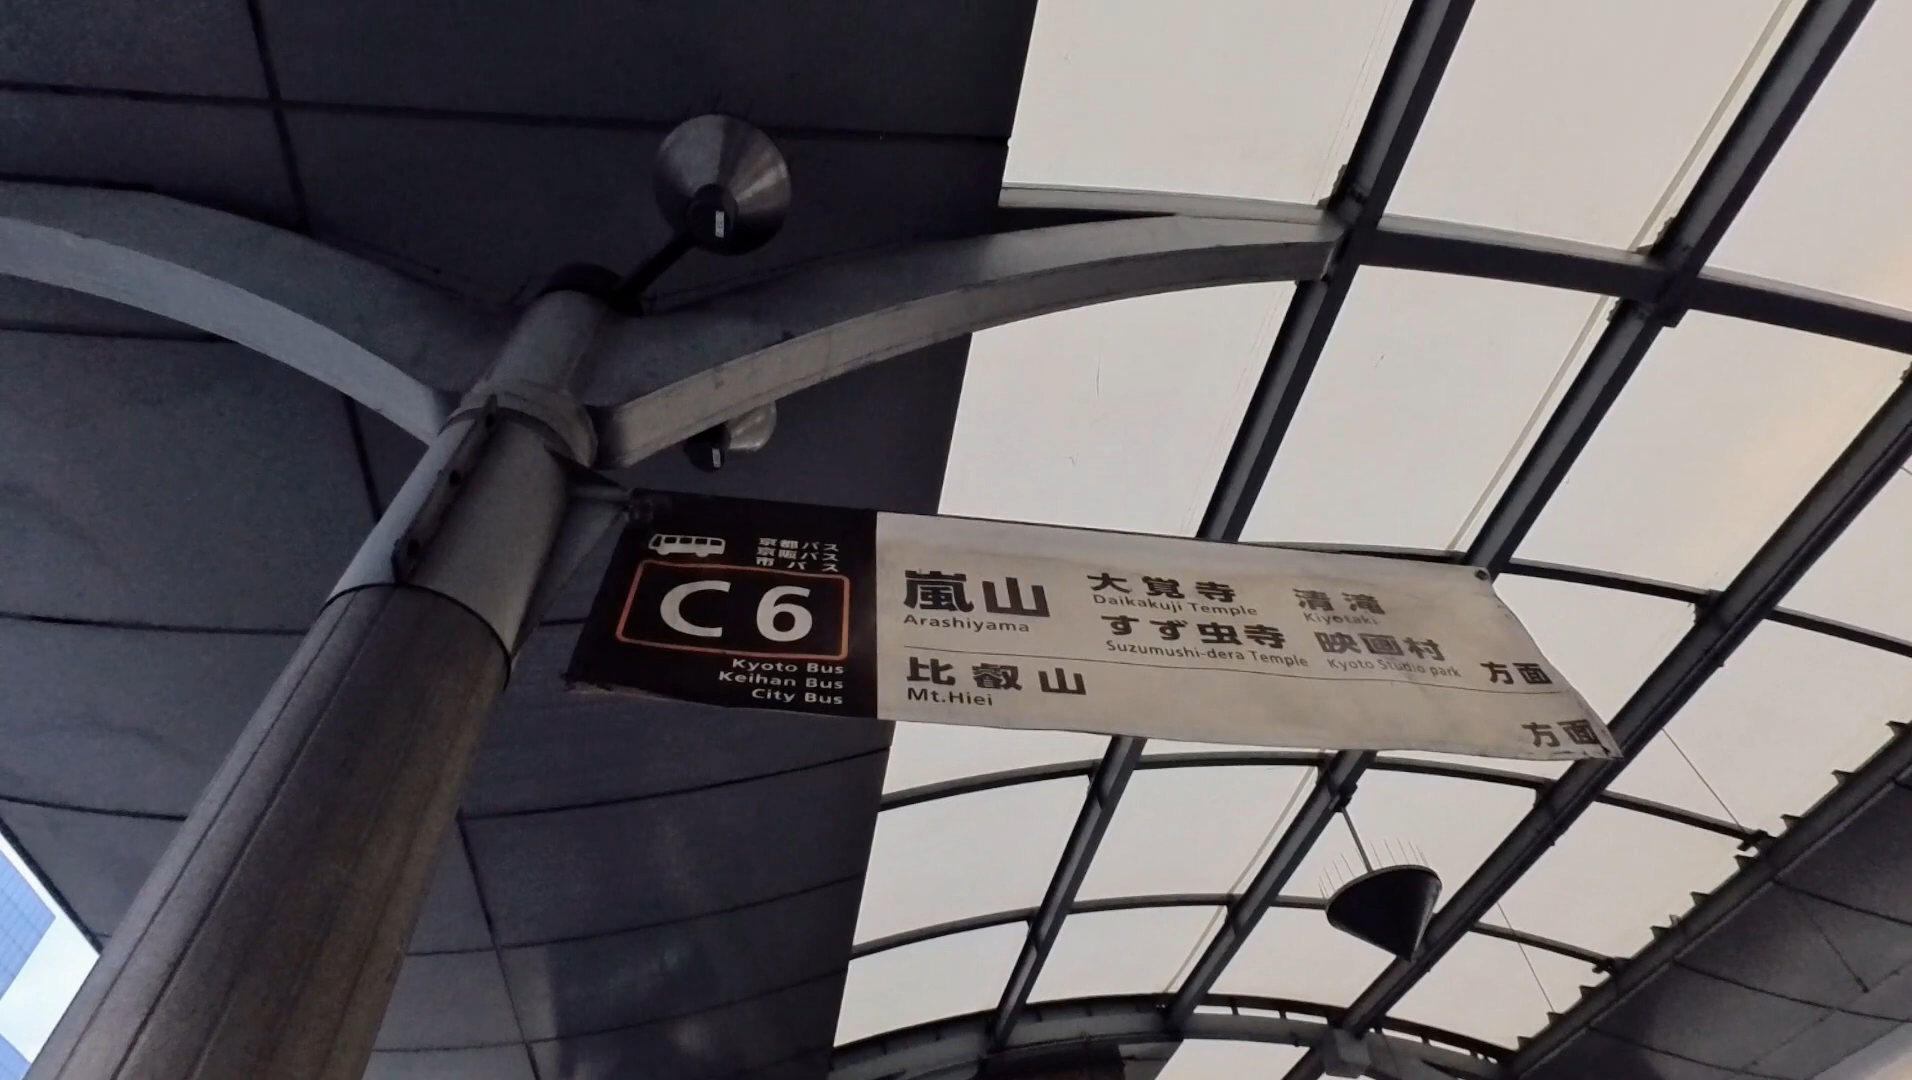 京都バス
京阪バス
市バス
C6
Kyoto Bus
Keihan Bus
City Bus
嵐山
Arashiyama
大覚寺
Daikakuji Temple
清滝
Kiyotaki
すず虫寺
Suzumushi-dera Temple
映画村
Kyoto Studio park
方面
比叡山
Mt.Hiei
方面